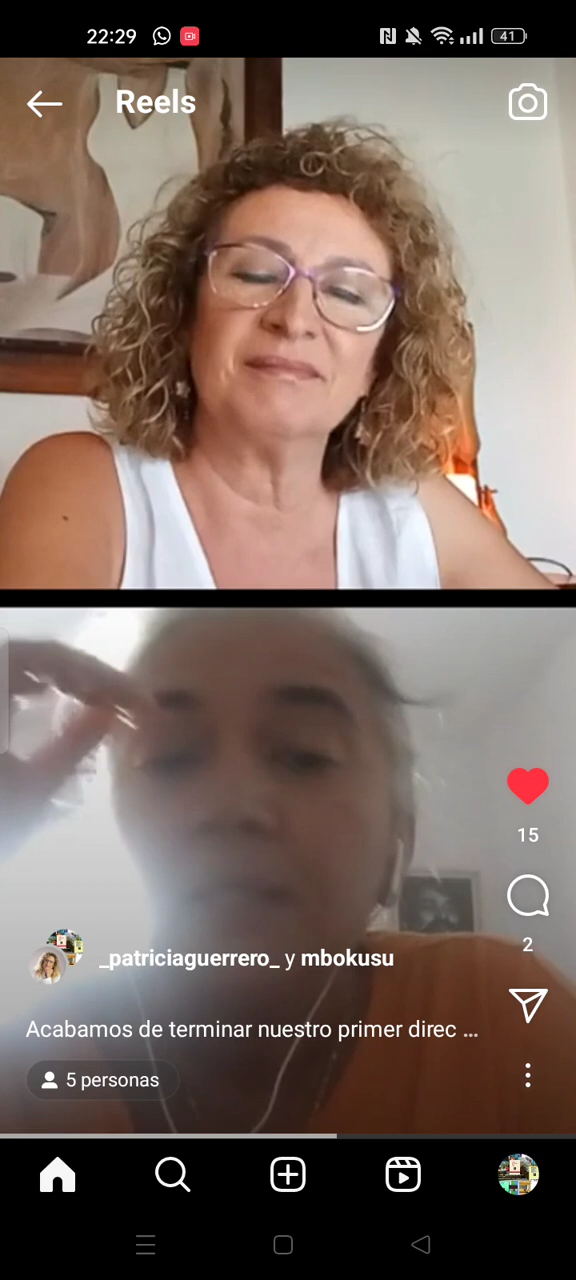 22:29
41
Reels
15
2
_patriciaguerrero_ y mbokusu
Acabamos de terminar nuestro primer direc ...
5 personas